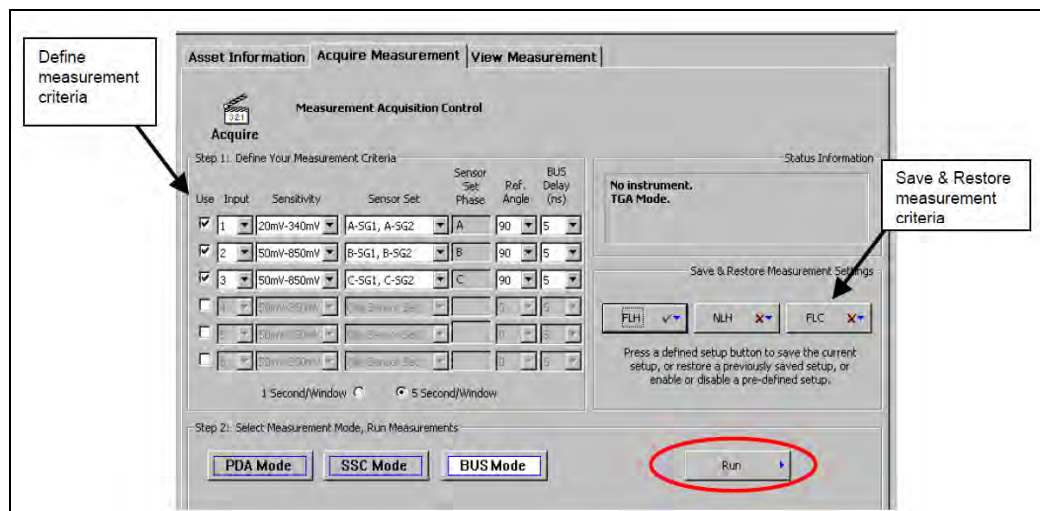 Define
measurement
criteria
Asset Information Acquire Measurement View Measurement
321
Acquire
Measurement Acquisition Control
Step 1: Define Your Measurement Criteria
Use Input Sensitivity Sensor Set Sensor Set Phase Ref. Angle BUS Delay (ns)
1 20mV-340mV A-SG1, A-SG2 A 90 5
2 50mV-850mV B-SG1, B-SG2 B 90 5
3 50mV-850mV C-SG1, C-SG2 C 90 5
1 Second/Window 5 Second/Window
Status Information
No instrument.
TGA Mode.
Save & Restore
measurement
criteria
Save & Restore Measurement Settings
FLH NLH FLC
Press a defined setup button to save the current
setup, or restore a previously saved setup, or
enable or disable a pre-defined setup.
Step 2: Select Measurement Mode, Run Measurements
PDA Mode SSC Mode BUS Mode Run